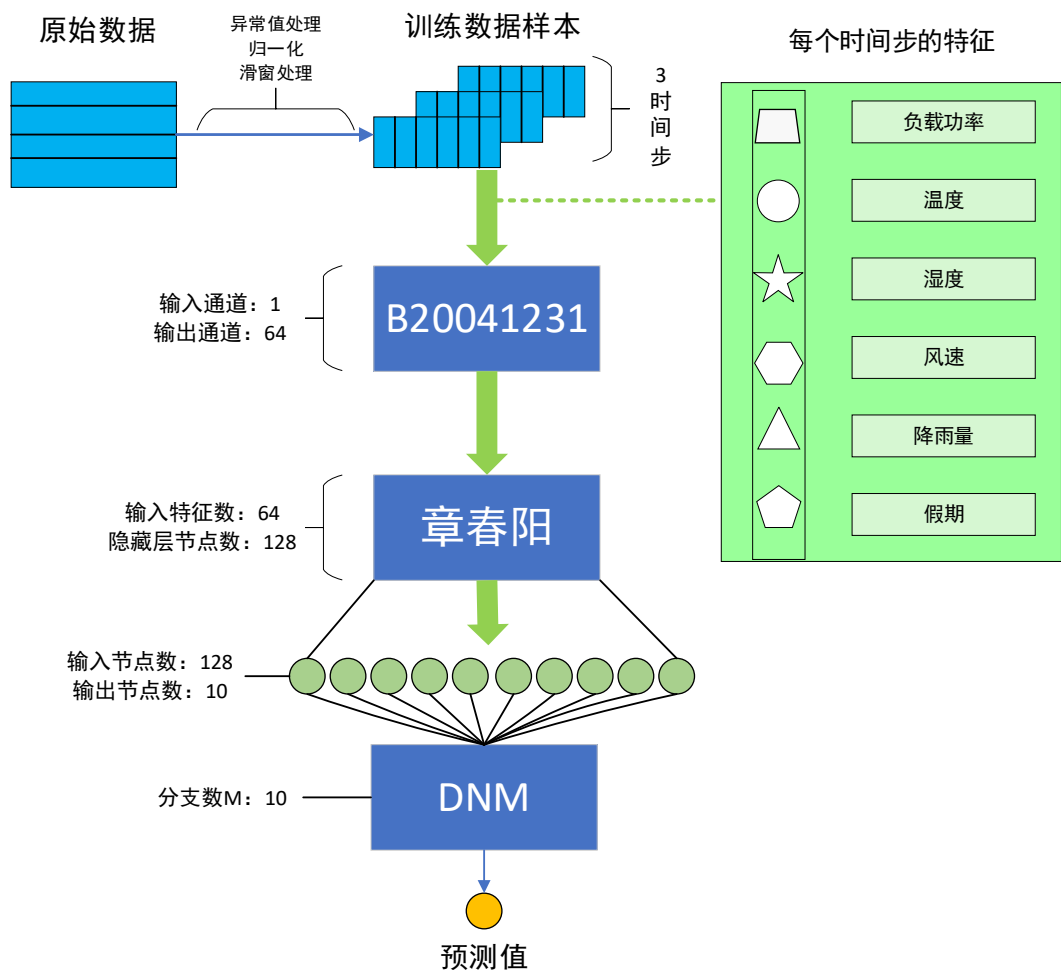 原始数据
异常值处理
归一化
滑窗处理
训练数据样本
3
时
间
步
每个时间步的特征
负载功率
温度
湿度
风速
降雨量
假期
输入通道：1
输出通道：64
B20041231
输入特征数：64
隐藏层节点数：128
章春阳
输入节点数：128
输出节点数：10
分支数M：10
DNM
预测值